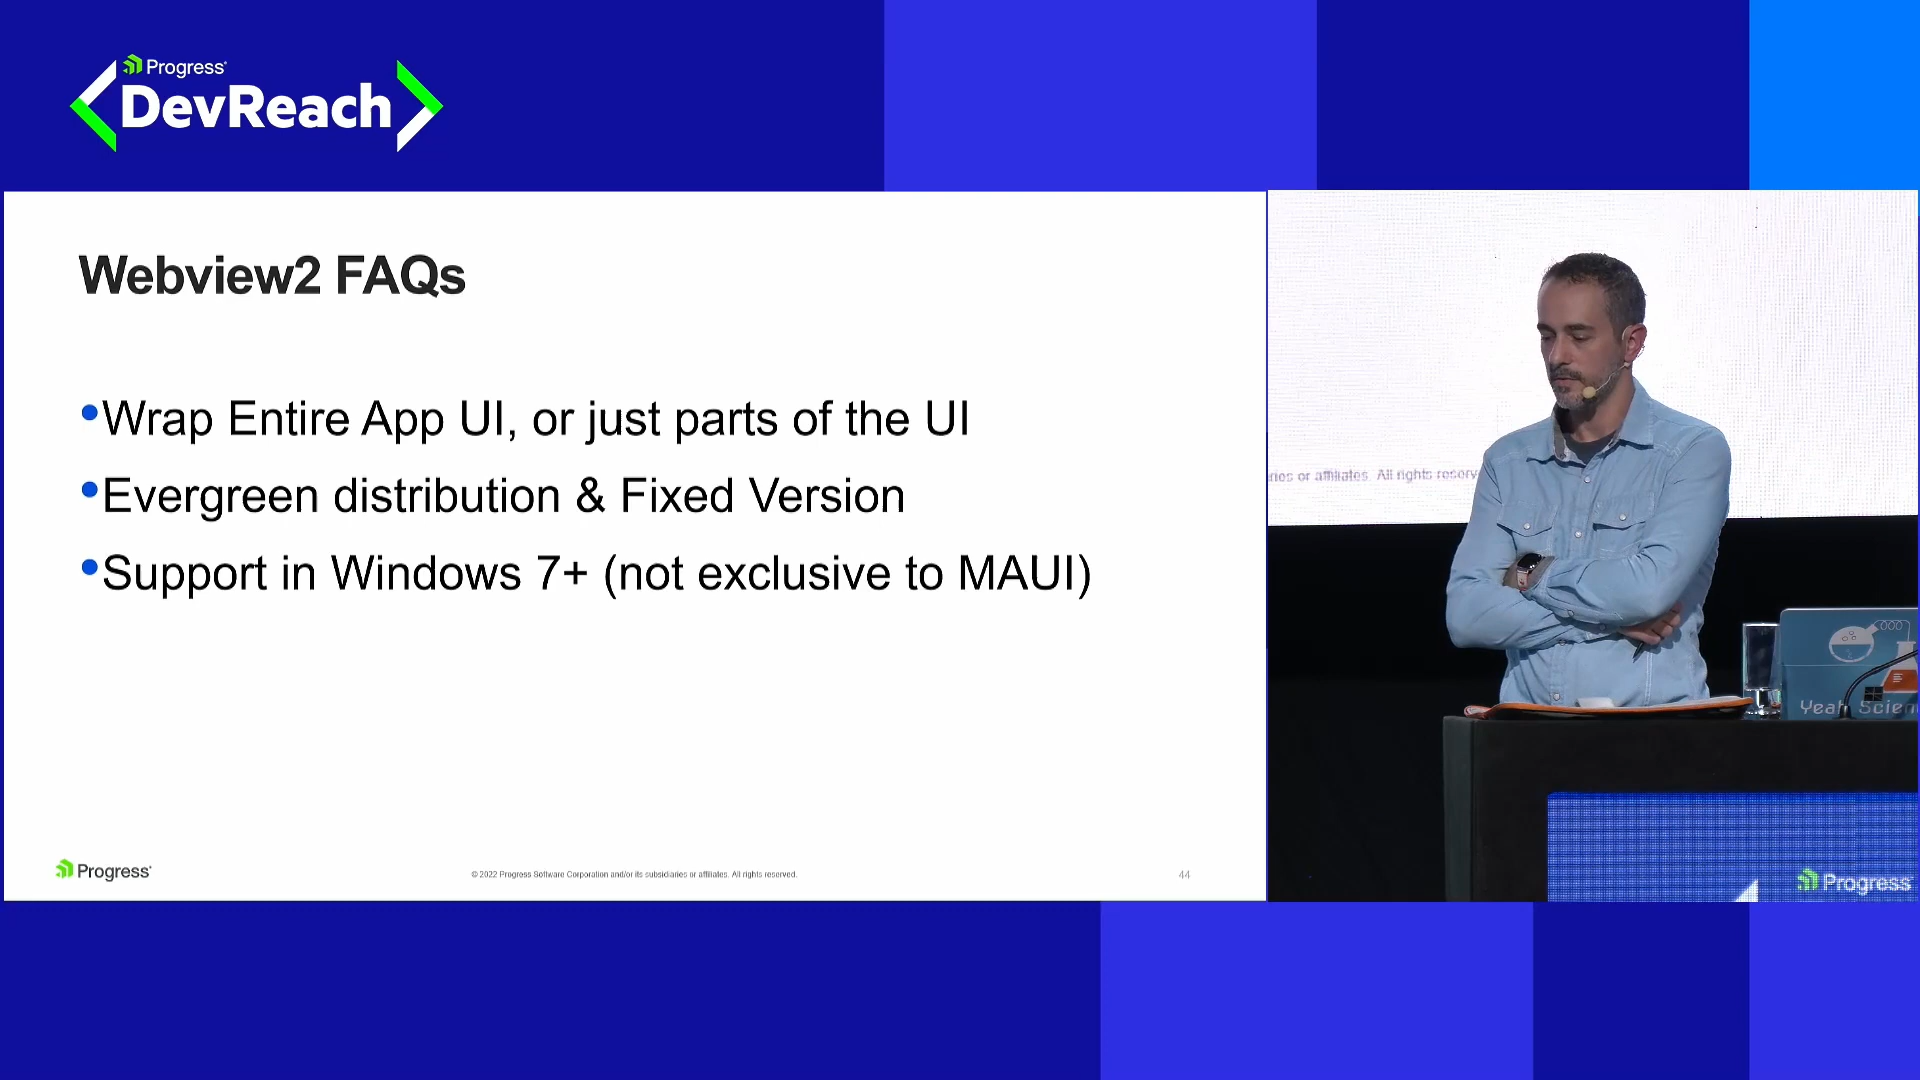 Progress
DevReach
Webview2 FAQs
•Wrap Entire App UI, or just parts of the UI
•Evergreen distribution & Fixed Version
•Support in Windows 7+ (not exclusive to MAUI)
Progress
© 2022 Progress Software Corporation and/or its subsidiaries or affiliates. All rights reserved.
44
ries or affiliates. All rights reserv
Yeah Scien
Progress